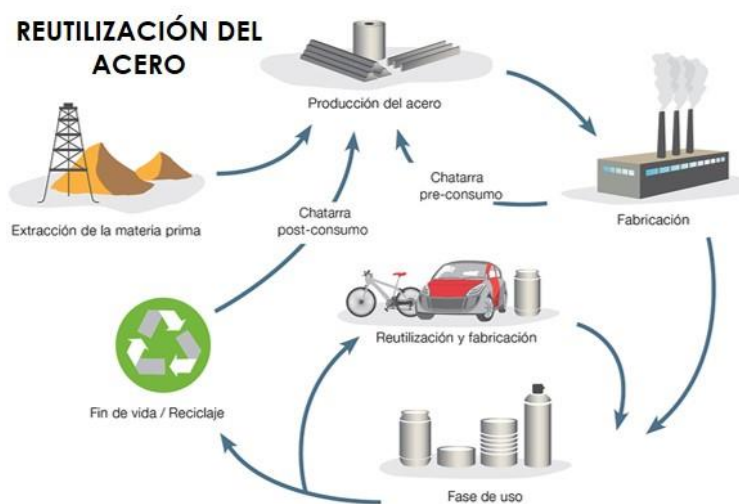 REUTILIZACIÓN DEL
ACERO
Producción del acero
Extracción de la materia prima
Chatarra
post-consumo
Chatarra
pre-consumo
Fabricación
Reutilización y fabricación
Fin de vida / Reciclaje
Fase de uso